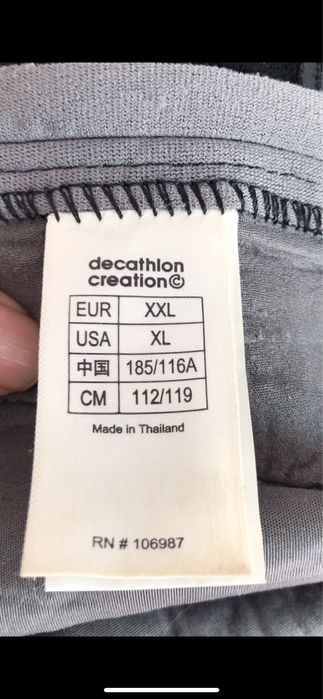 decathlon
creation©
EUR XXL
USA XL
中国 185/116A
CM 112/119
Made in Thailand
RN # 106987